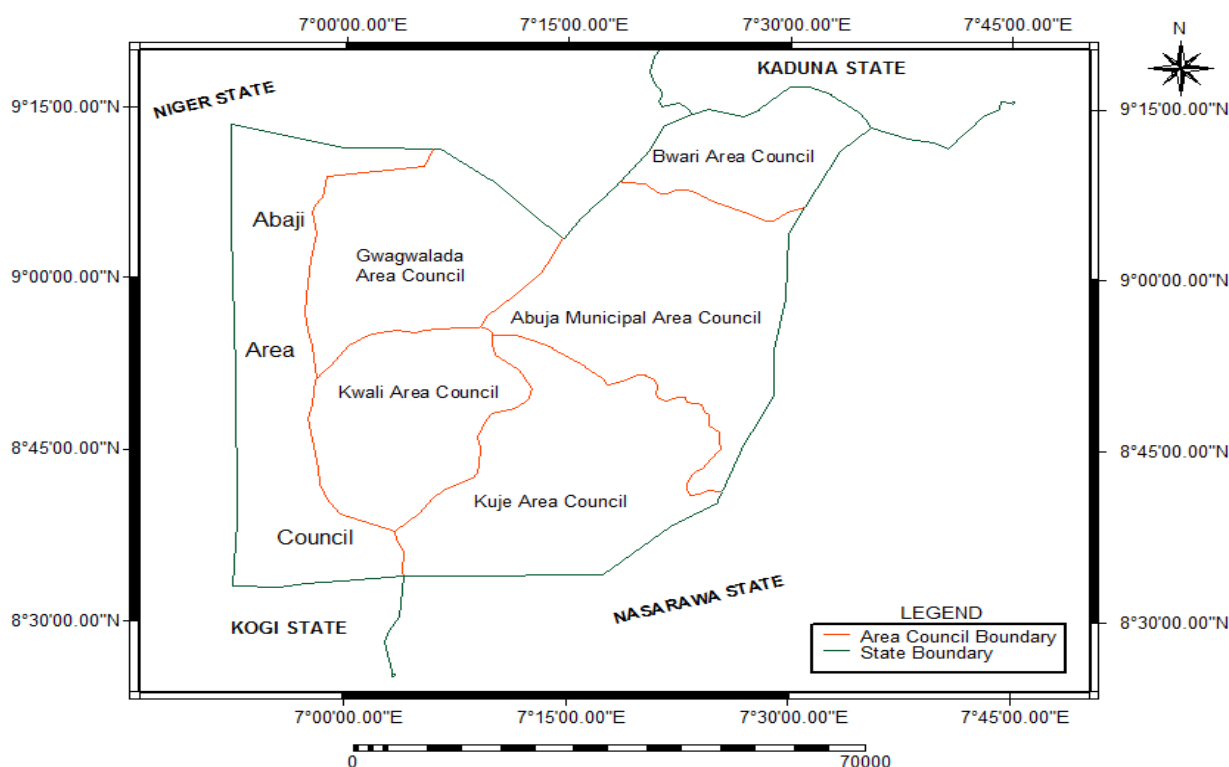 7°00'00.00"E 7°15'00.00"E 7°30'00.00"E 7°45'00.00"E
N
KADUNA STATE
NIGER STATE
9°15'00.00"N 9°15'00.00"N
Bwari Area Council
Abaji
Gwagwalada
Area Council
9°00'00.00"N 9°00'00.00"N
Abuja Municipal Area Council
Area
Kwali Area Council
8°45'00.00"N 8°45'00.00"N
Kuje Area Council
Council
NASARAWA STATE
8°30'00.00"N 8°30'00.00"N
KOGI STATE
LEGEND
Area Council Boundary
State Boundary
7°00'00.00"E 7°15'00.00"E 7°30'00.00"E 7°45'00.00"E
0 70000